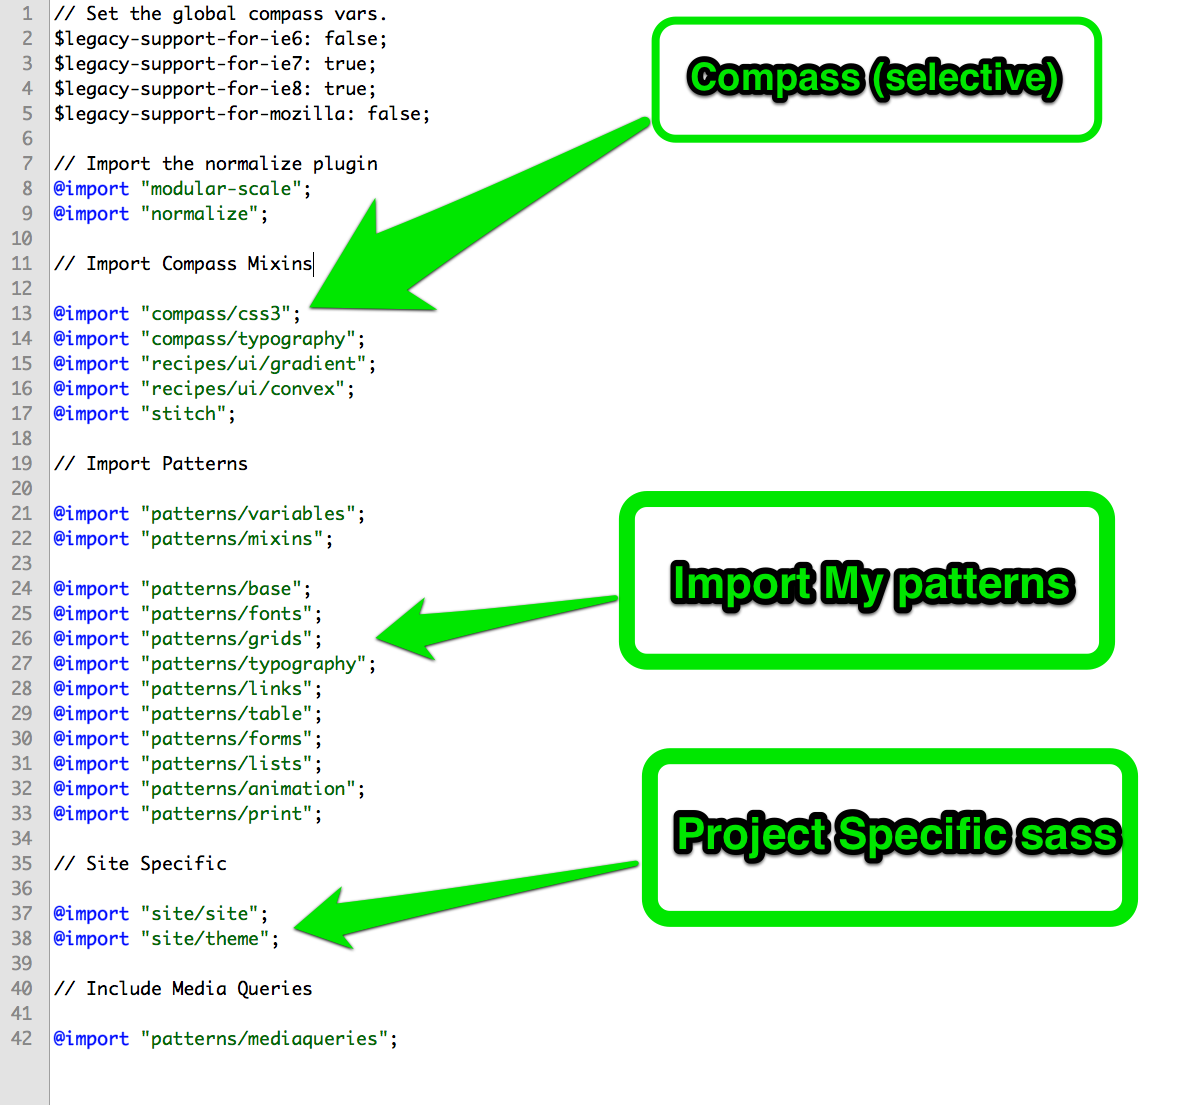 1 // Set the global compass vars.
2 $legacy-support-for-ie6: false;
3 $legacy-support-for-ie7: true;
4 $legacy-support-for-ie8: true;
5 $legacy-support-for-mozilla: false;
6
7 // Import the normalize plugin
8 @import "modular-scale";
9 @import "normalize";
10
11 // Import Compass Mixins
12
13 @import "compass/css3";
14 @import "compass/typography";
15 @import "recipes/ui/gradient";
16 @import "recipes/ui/convex";
17 @import "stitch";
18
19 // Import Patterns
20
21 @import "patterns/variables";
22 @import "patterns/mixins";
23
24 @import "patterns/base";
25 @import "patterns/fonts";
26 @import "patterns/grids";
27 @import "patterns/typography";
28 @import "patterns/links";
29 @import "patterns/table";
30 @import "patterns/forms";
31 @import "patterns/lists";
32 @import "patterns/animation";
33 @import "patterns/print";
34
35 // Site Specific
36
37 @import "site/site";
38 @import "site/theme";
39
40 // Include Media Queries
41
42 @import "patterns/mediaqueries";
Compass (selective)
Import My patterns
Project Specific sass